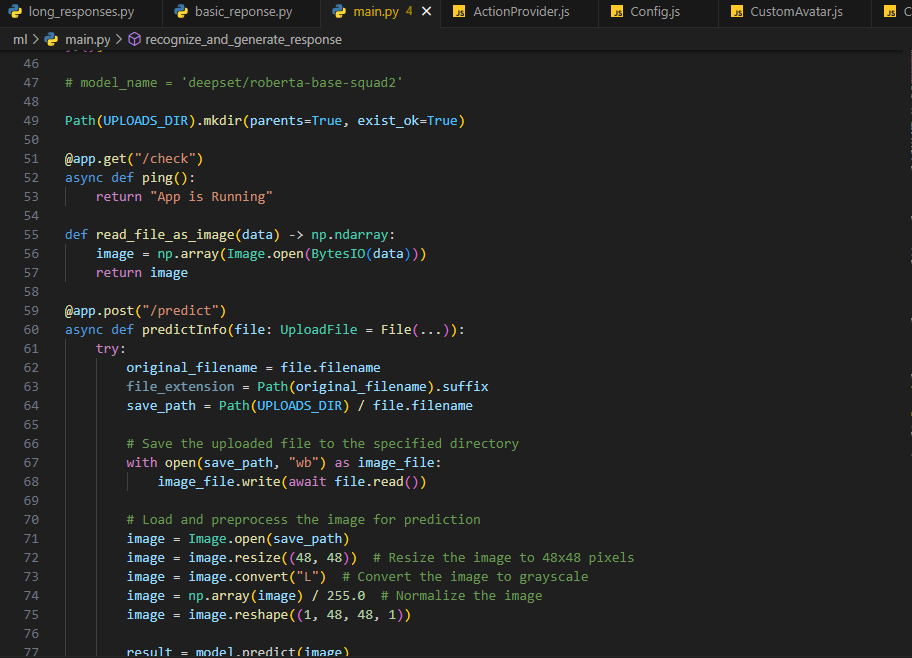 long_responses.py basic_reponse.py main.py 4 ActionProvider.js Config.js CustomAvatar.js
ml > main.py > recognize_and_generate_response
46
47 # model_name = 'deepset/roberta-base-squad2'
48
49 Path(UPLOADS_DIR).mkdir(parents=True, exist_ok=True)
50
51 @app.get("/check")
52 async def ping():
53     return "App is Running"
54
55 def read_file_as_image(data) -> np.ndarray:
56     image = np.array(Image.open(BytesIO(data)))
57     return image
58
59 @app.post("/predict")
60 async def predictInfo(file: UploadFile = File(...)):
61     try:
62         original_filename = file.filename
63         file_extension = Path(original_filename).suffix
64         save_path = Path(UPLOADS_DIR) / file.filename
65
66         # Save the uploaded file to the specified directory
67         with open(save_path, "wb") as image_file:
68             image_file.write(await file.read())
69
70         # Load and preprocess the image for prediction
71         image = Image.open(save_path)
72         image = image.resize((48, 48))  # Resize the image to 48x48 pixels
73         image = image.convert("L")  # Convert the image to grayscale
74         image = np.array(image) / 255.0  # Normalize the image
75         image = image.reshape((1, 48, 48, 1))
76
77         result = model.predict(image)